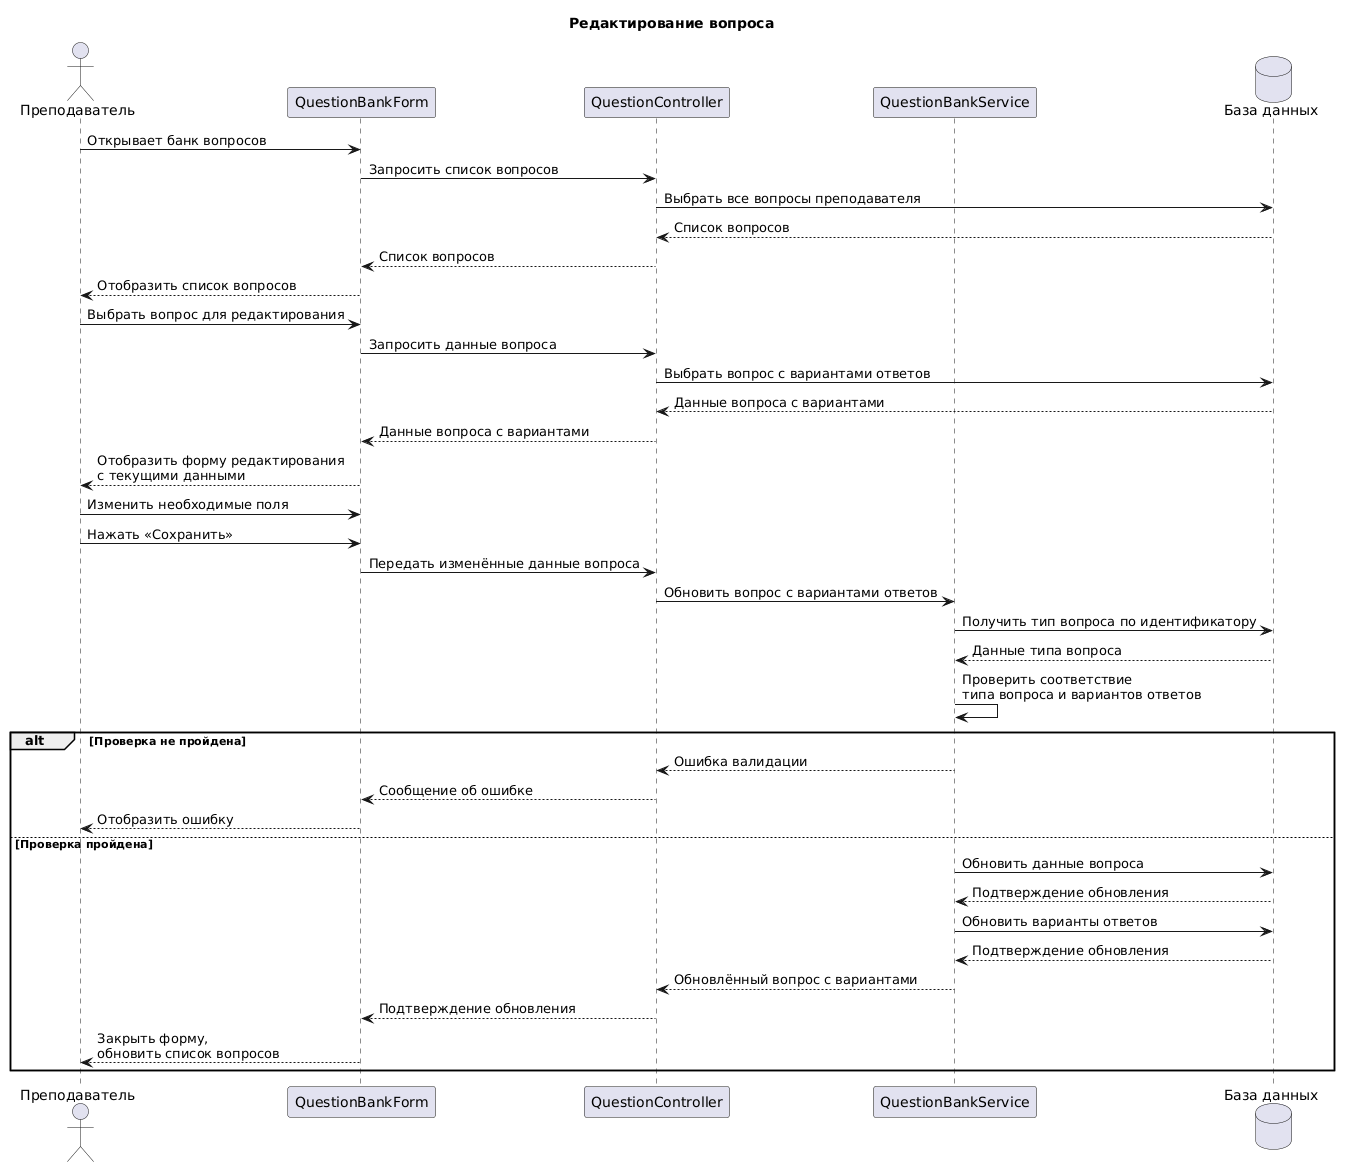 Редактирование вопроса
Преподаватель
QuestionBankForm
QuestionController
QuestionBankService
База данных
Открывает банк вопросов
Запросить список вопросов
Выбрать все вопросы преподавателя
Список вопросов
Список вопросов
Отобразить список вопросов
Выбрать вопрос для редактирования
Запросить данные вопроса
Выбрать вопрос с вариантами ответов
Данные вопроса с вариантами
Данные вопроса с вариантами
Отобразить форму редактирования
с текущими данными
Изменить необходимые поля
Нажать «Сохранить»
Передать изменённые данные вопроса
Обновить вопрос с вариантами ответов
Получить тип вопроса по идентификатору
Данные типа вопроса
Проверить соответствие
типа вопроса и вариантов ответов
alt
[Проверка не пройдена]
Ошибка валидации
Сообщение об ошибке
Отобразить ошибку
[Проверка пройдена]
Обновить данные вопроса
Подтверждение обновления
Обновить варианты ответов
Подтверждение обновления
Обновлённый вопрос с вариантами
Подтверждение обновления
Закрыть форму,
обновить список вопросов
Преподаватель
QuestionBankForm
QuestionController
QuestionBankService
База данных